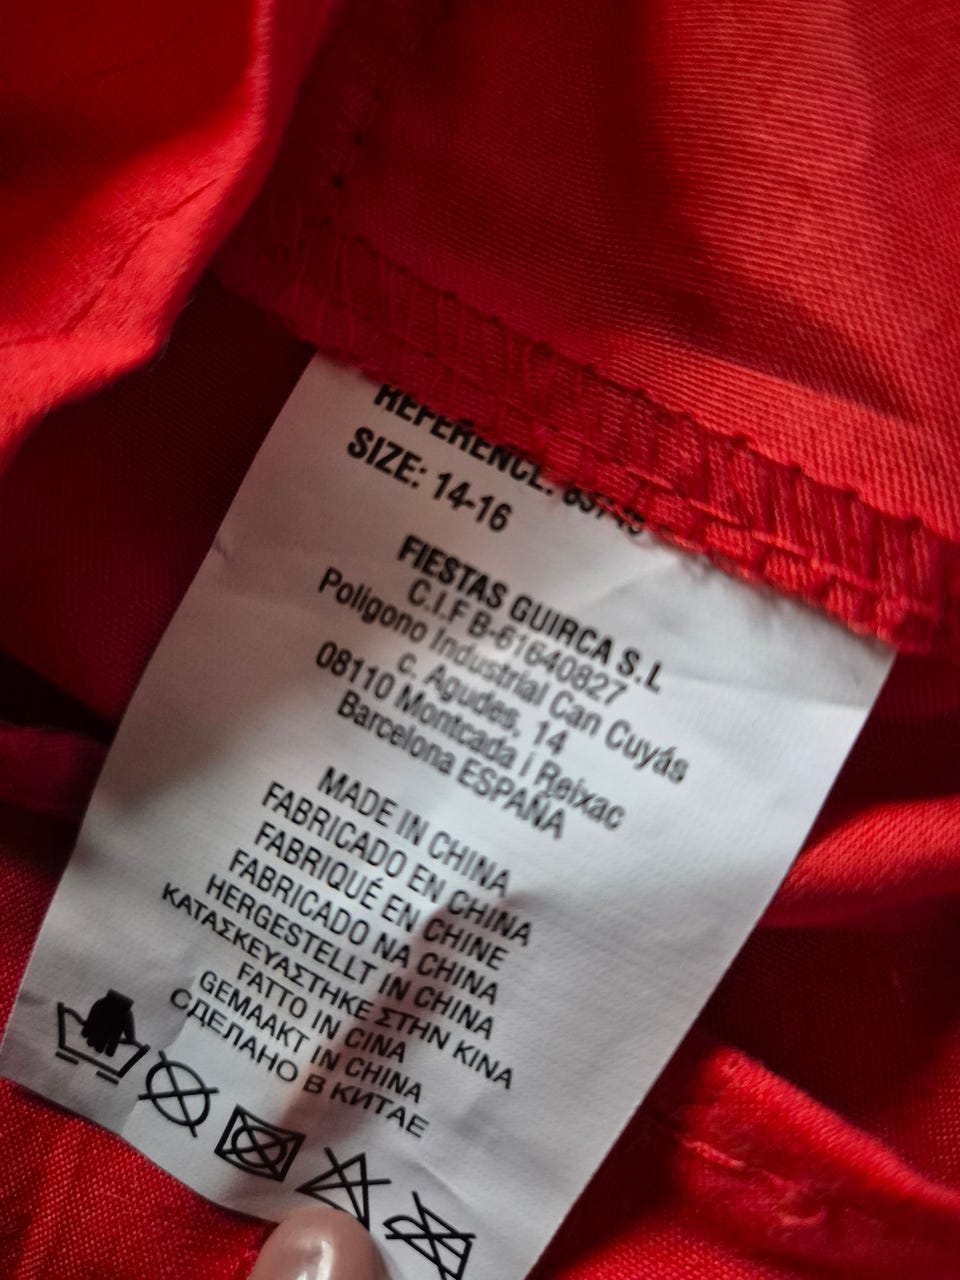 REFERENCE:
SIZE: 14-16
FIESTAS GUIRCA S.L
C.I.F B-61640827
Poligono Industrial Can Cuyás
c. Agudes, 14
08110 Montcada i Reixac
Barcelona ESPAÑA
MADE IN CHINA
FABRICADO EN CHINA
FABRIQUÉ EN CHINE
FABRICADO NA CHINA
HERGESTELLT IN CHINA
ΚΑΤΑΣΚΕΥΑΣΤΗΚΕ ΣΤΗΝ ΚΙΝΑ
FATTO IN CINA
GEMAAKT IN CHINA
СДЕЛАНО В КИТАЕ